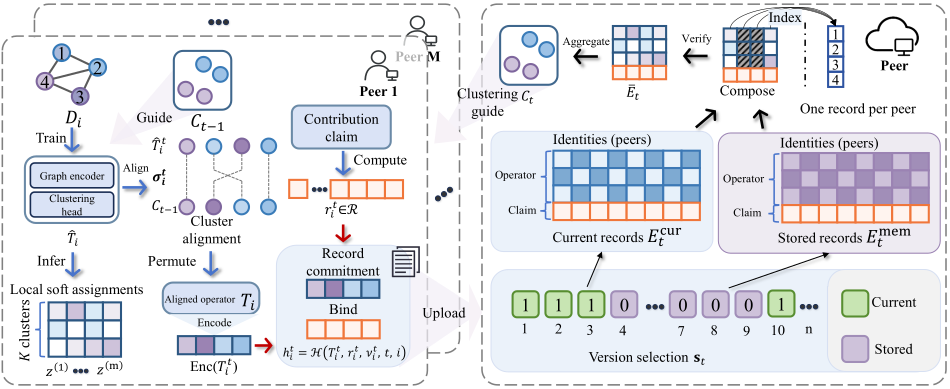 •••
Peer M
Peer 1
1
2
3
4
D_i
Train
Guide
C_{t−1}
Graph encoder
Clustering head
Align
σ_i^t
T̂_i^t
C_{t−1}
Cluster alignment
Contribution claim
Compute
•••
r_i^t∈ℛ
•••
T̂_i
Infer
Local soft assignments
K clusters
z^{(1)} ••• z^{(m)}
Permute
Aligned operator T_i
Encode
Enc(T_i^t)
Record commitment
Bind
h_i^t = ℋ(T_i^t, r_i^t, ν_i^t, t, i)
Upload
Clustering guide C_t
Aggregate
Ē_t
Verify
Compose
Index
1
2
3
4
Peer
One record per peer
Identities (peers)
Operator
Claim
Current records E_t^{cur}
Identities (peers)
Operator
Claim
Stored records E_t^{mem}
1 1 1 0 ••• 0 0 0 1 •••
1 2 3 4 7 8 9 10 n
Version selection s_t
Current
Stored